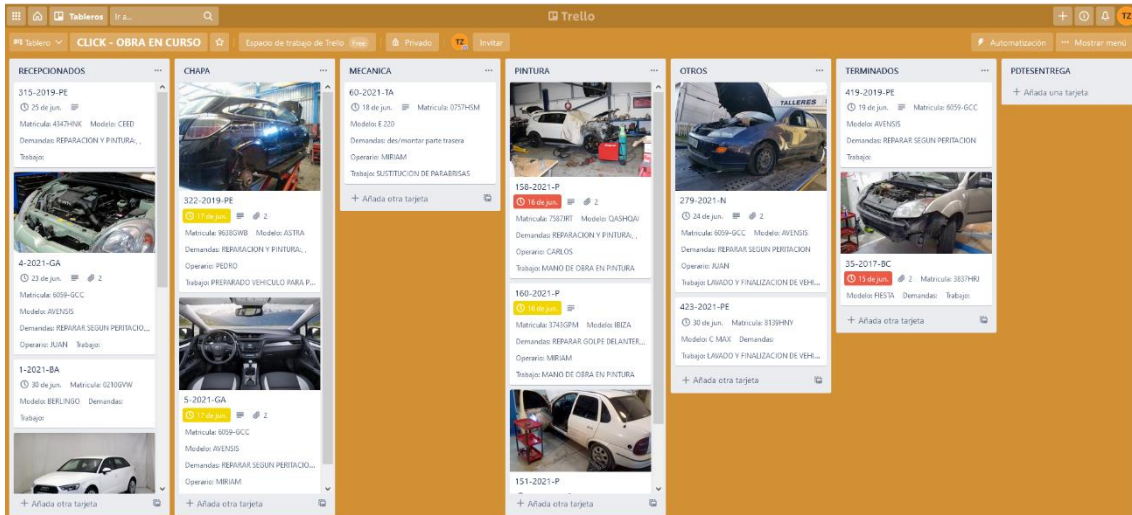 Tableros Ir a... Trello TZ
Tablero CLICK - OBRA EN CURSO Espacio de trabajo de Trello Free Privado TZ Invitar Automatización ... Mostrar menú
RECEPCIONADOS ...
315-2019-PE
25 de jun.
Matricula: 4347HNK Modelo: CEED
Demandas: REPARACION Y PINTURA; ,
Trabajo:
4-2021-GA
23 de jun. 2
Matricula: 6059-GCC
Modelo: AVENSIS
Demandas: REPARAR SEGUN PERITACIO...
Operario: JUAN Trabajo:
1-2021-BA
30 de jun. Matricula: 0210GVW
Modelo: BERLINGO Demandas:
Trabajo:
+ Añada otra tarjeta
CHAPA ...
322-2019-PE
17 de jun. 2
Matricula: 9638GWB Modelo: ASTRA
Demandas: REPARACION Y PINTURA; ,
Operario: PEDRO
Trabajo: PREPARADO VEHICULO PARA P...
5-2021-GA
17 de jun. 2
Matricula: 6059-GCC
Modelo: AVENSIS
Demandas: REPARAR SEGUN PERITACIO...
Operario: MIRIAM
+ Añada otra tarjeta
MECANICA ...
60-2021-TA
18 de jun. Matricula: 0757HSM
Modelo: E 220
Demandas: des/montar parte trasera
Operario: MIRIAM
Trabajo: SUSTITUCION DE PARABRISAS
+ Añada otra tarjeta
PINTURA ...
158-2021-P
16 de jun. 2
Matricula: 7587JRT Modelo: QASHQAI
Demandas: REPARACION Y PINTURA; ,
Operario: CARLOS
Trabajo: MANO DE OBRA EN PINTURA
160-2021-P
Matricula: 3743GPM Modelo: IBIZA
Demandas: REPARAR GOLPE DELANTER...
Operario: MIRIAM
Trabajo: MANO DE OBRA EN PINTURA
151-2021-P
+ Añada otra tarjeta
OTROS ...
TALLERES
279-2021-N
24 de jun. 2
Matricula: 6059-GCC Modelo: AVENSIS
Demandas: REPARAR SEGUN PERITACION
Operario: JUAN
Trabajo: LAVADO Y FINALIZACION DE VEHI...
423-2021-PE
30 de jun. Matricula: 8139HNY
Modelo: C MAX Demandas:
Trabajo: LAVADO Y FINALIZACION DE VEHI...
+ Añada otra tarjeta
TERMINADOS ...
419-2019-PE
19 de jun. Matricula: 6059-GCC
Modelo: AVENSIS
Demandas: REPARAR SEGUN PERITACION
Trabajo:
35-2017-BC
15 de jun. 2 Matricula: 3837HRJ
Modelo: FIESTA Demandas: Trabajo:
+ Añada otra tarjeta
PDTESENTREGA
+ Añada una tarjeta